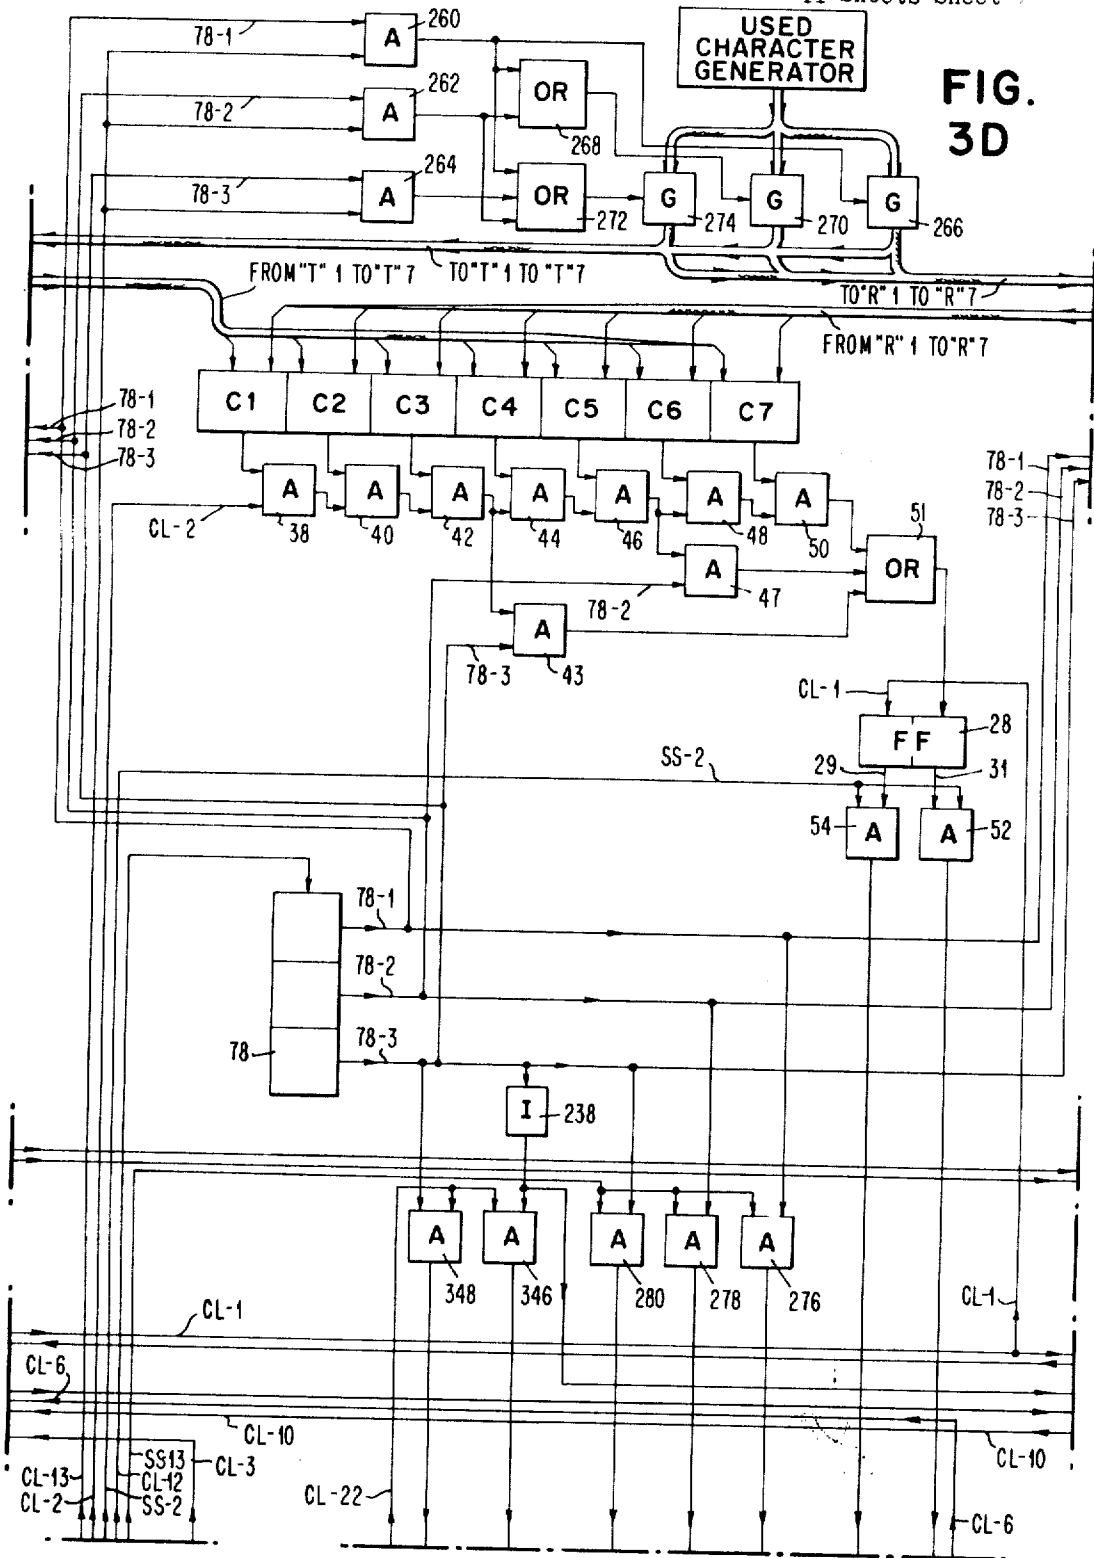 11 Sheets-Sheet
FIG.
3D
USED
CHARACTER
GENERATOR
78-1
A
260
78-2
A
262
78-3
A
264
OR
268
OR
272
G
274
G
270
G
266
FROM "T" 1 TO "T" 7
TO "T" 1 TO "T" 7
TO "R" 1 TO "R" 7
FROM "R" 1 TO "R" 7
C1
C2
C3
C4
C5
C6
C7
78-1
78-2
78-3
78-1
78-2
78-3
CL-2
A
38
A
40
A
42
A
44
A
46
A
48
A
50
51
OR
A
47
78-2
A
43
78-3
CL-1
FF
28
29
31
SS-2
54
A
A
52
78
78-1
78-2
78-3
I
238
A
348
A
346
A
280
A
278
A
276
CL-1
CL-1
CL-6
CL-10
CL-10
CL-13
CL-2
SS13
CL-12
SS-2
CL-3
CL-22
CL-6